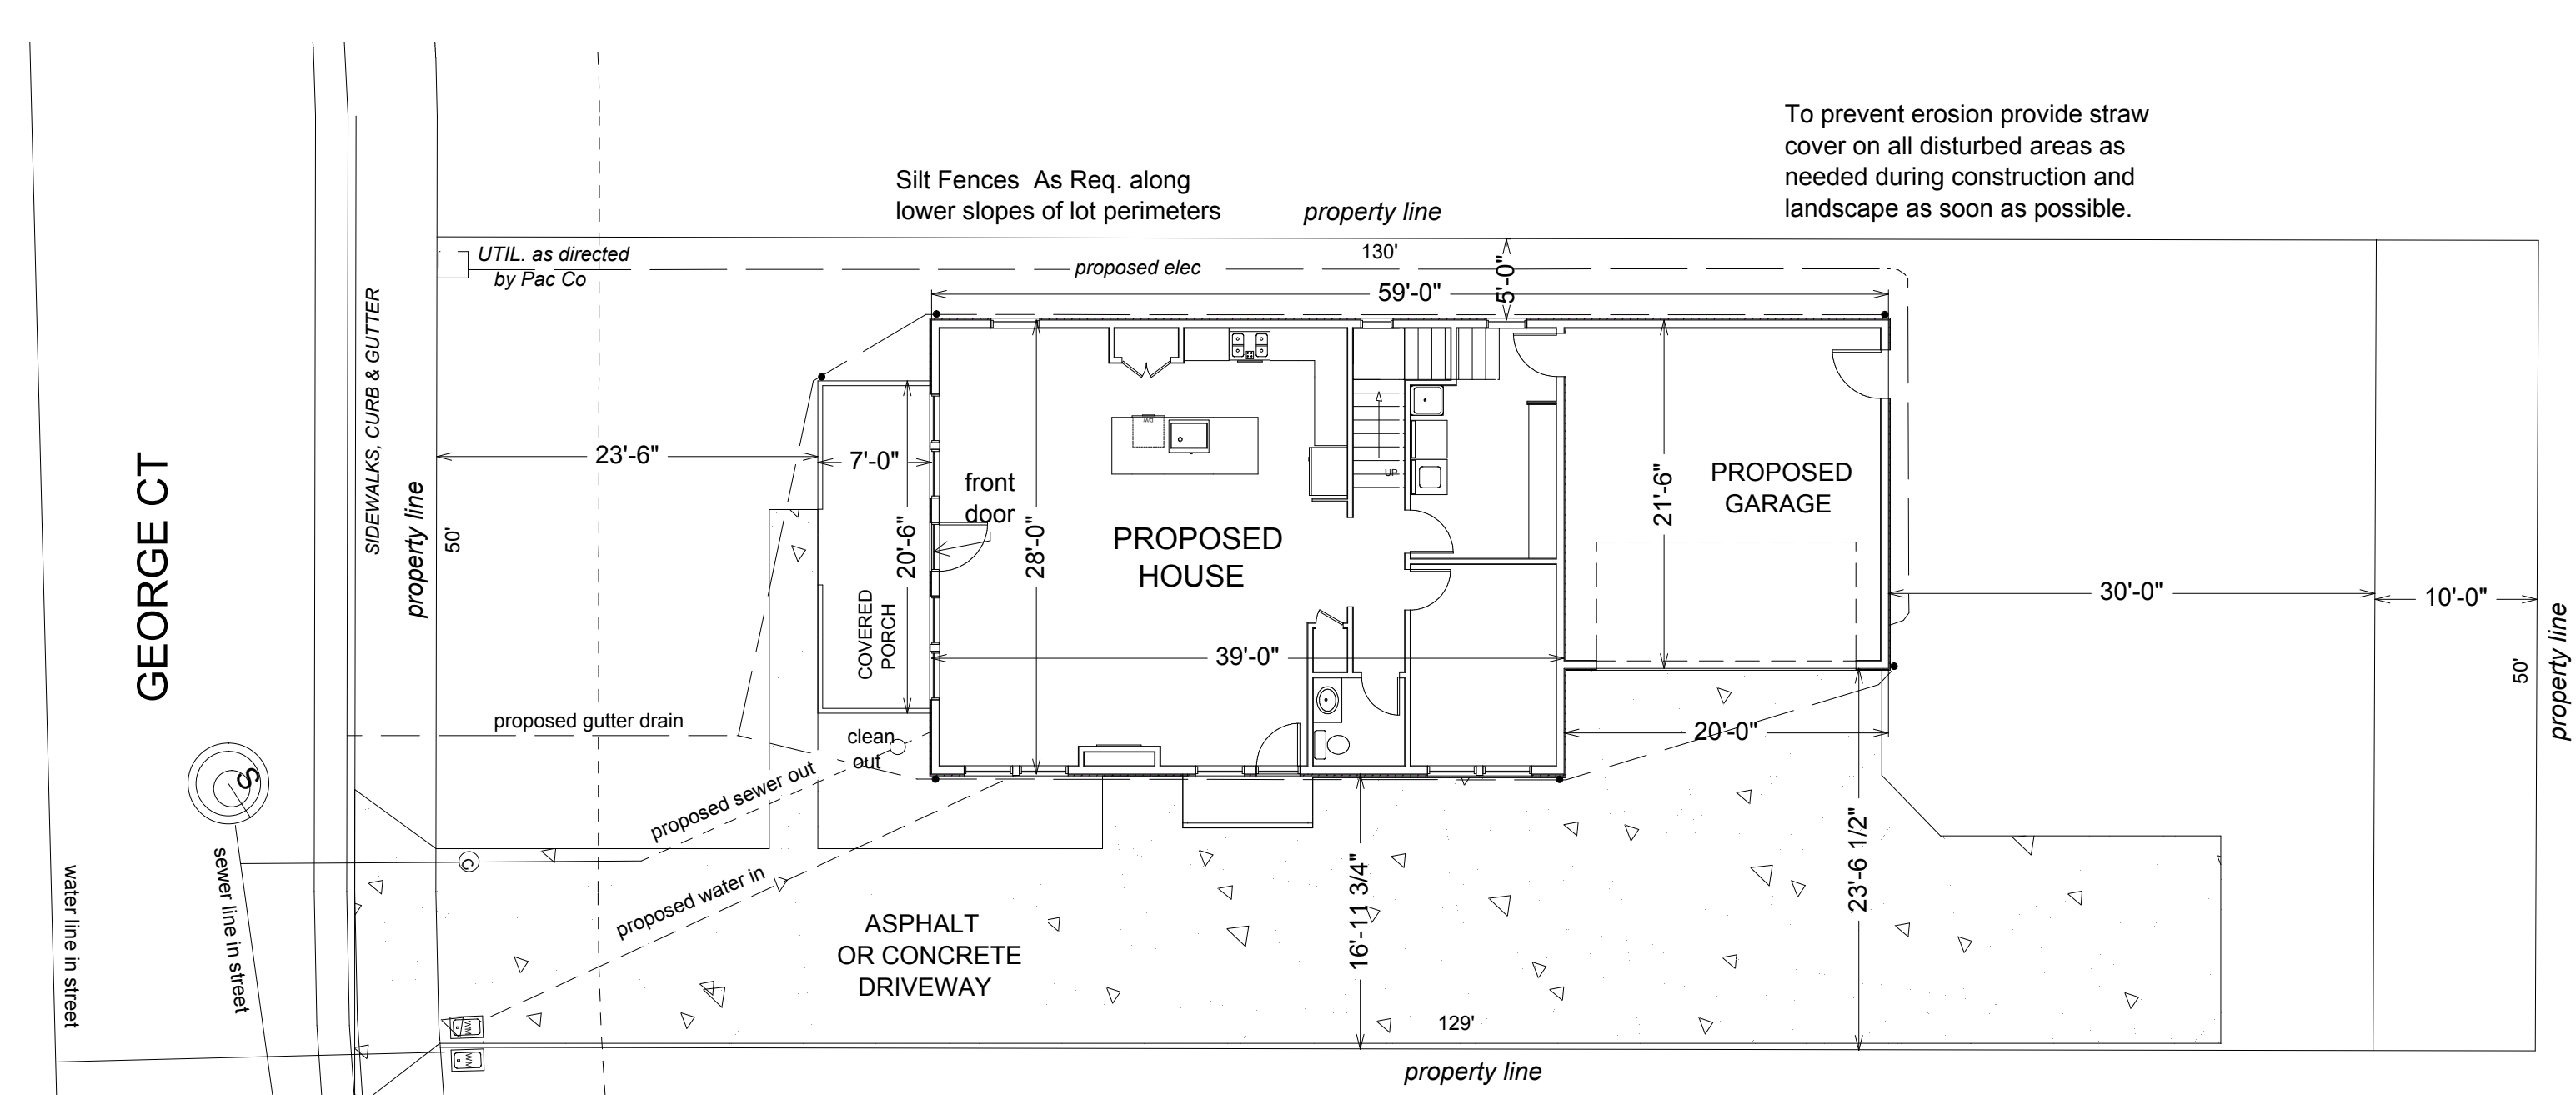 To prevent erosion provide straw
cover on all disturbed areas as
needed during construction and
landscape as soon as possible.
Silt Fences As Req. along
lower slopes of lot perimeters
property line
UTIL. as directed
by Pac Co
proposed elec
130'
5'-0"
59'-0"
GEORGE CT
SIDEWALKS, CURB & GUTTER
property line
50'
23'-6"
7'-0"
20'-6"
COVERED
PORCH
front
door
28'-0"
PROPOSED
HOUSE
39'-0"
D/W
UP
21'-6"
PROPOSED
GARAGE
30'-0"
10'-0"
50'
property line
proposed gutter drain
clean
out
20'-0"
S
proposed sewer out
C
proposed water in
water line in street
sewer line in street
ASPHALT
OR CONCRETE
DRIVEWAY
16'-11 3/4"
23'-6 1/2"
WM
WM
129'
property line